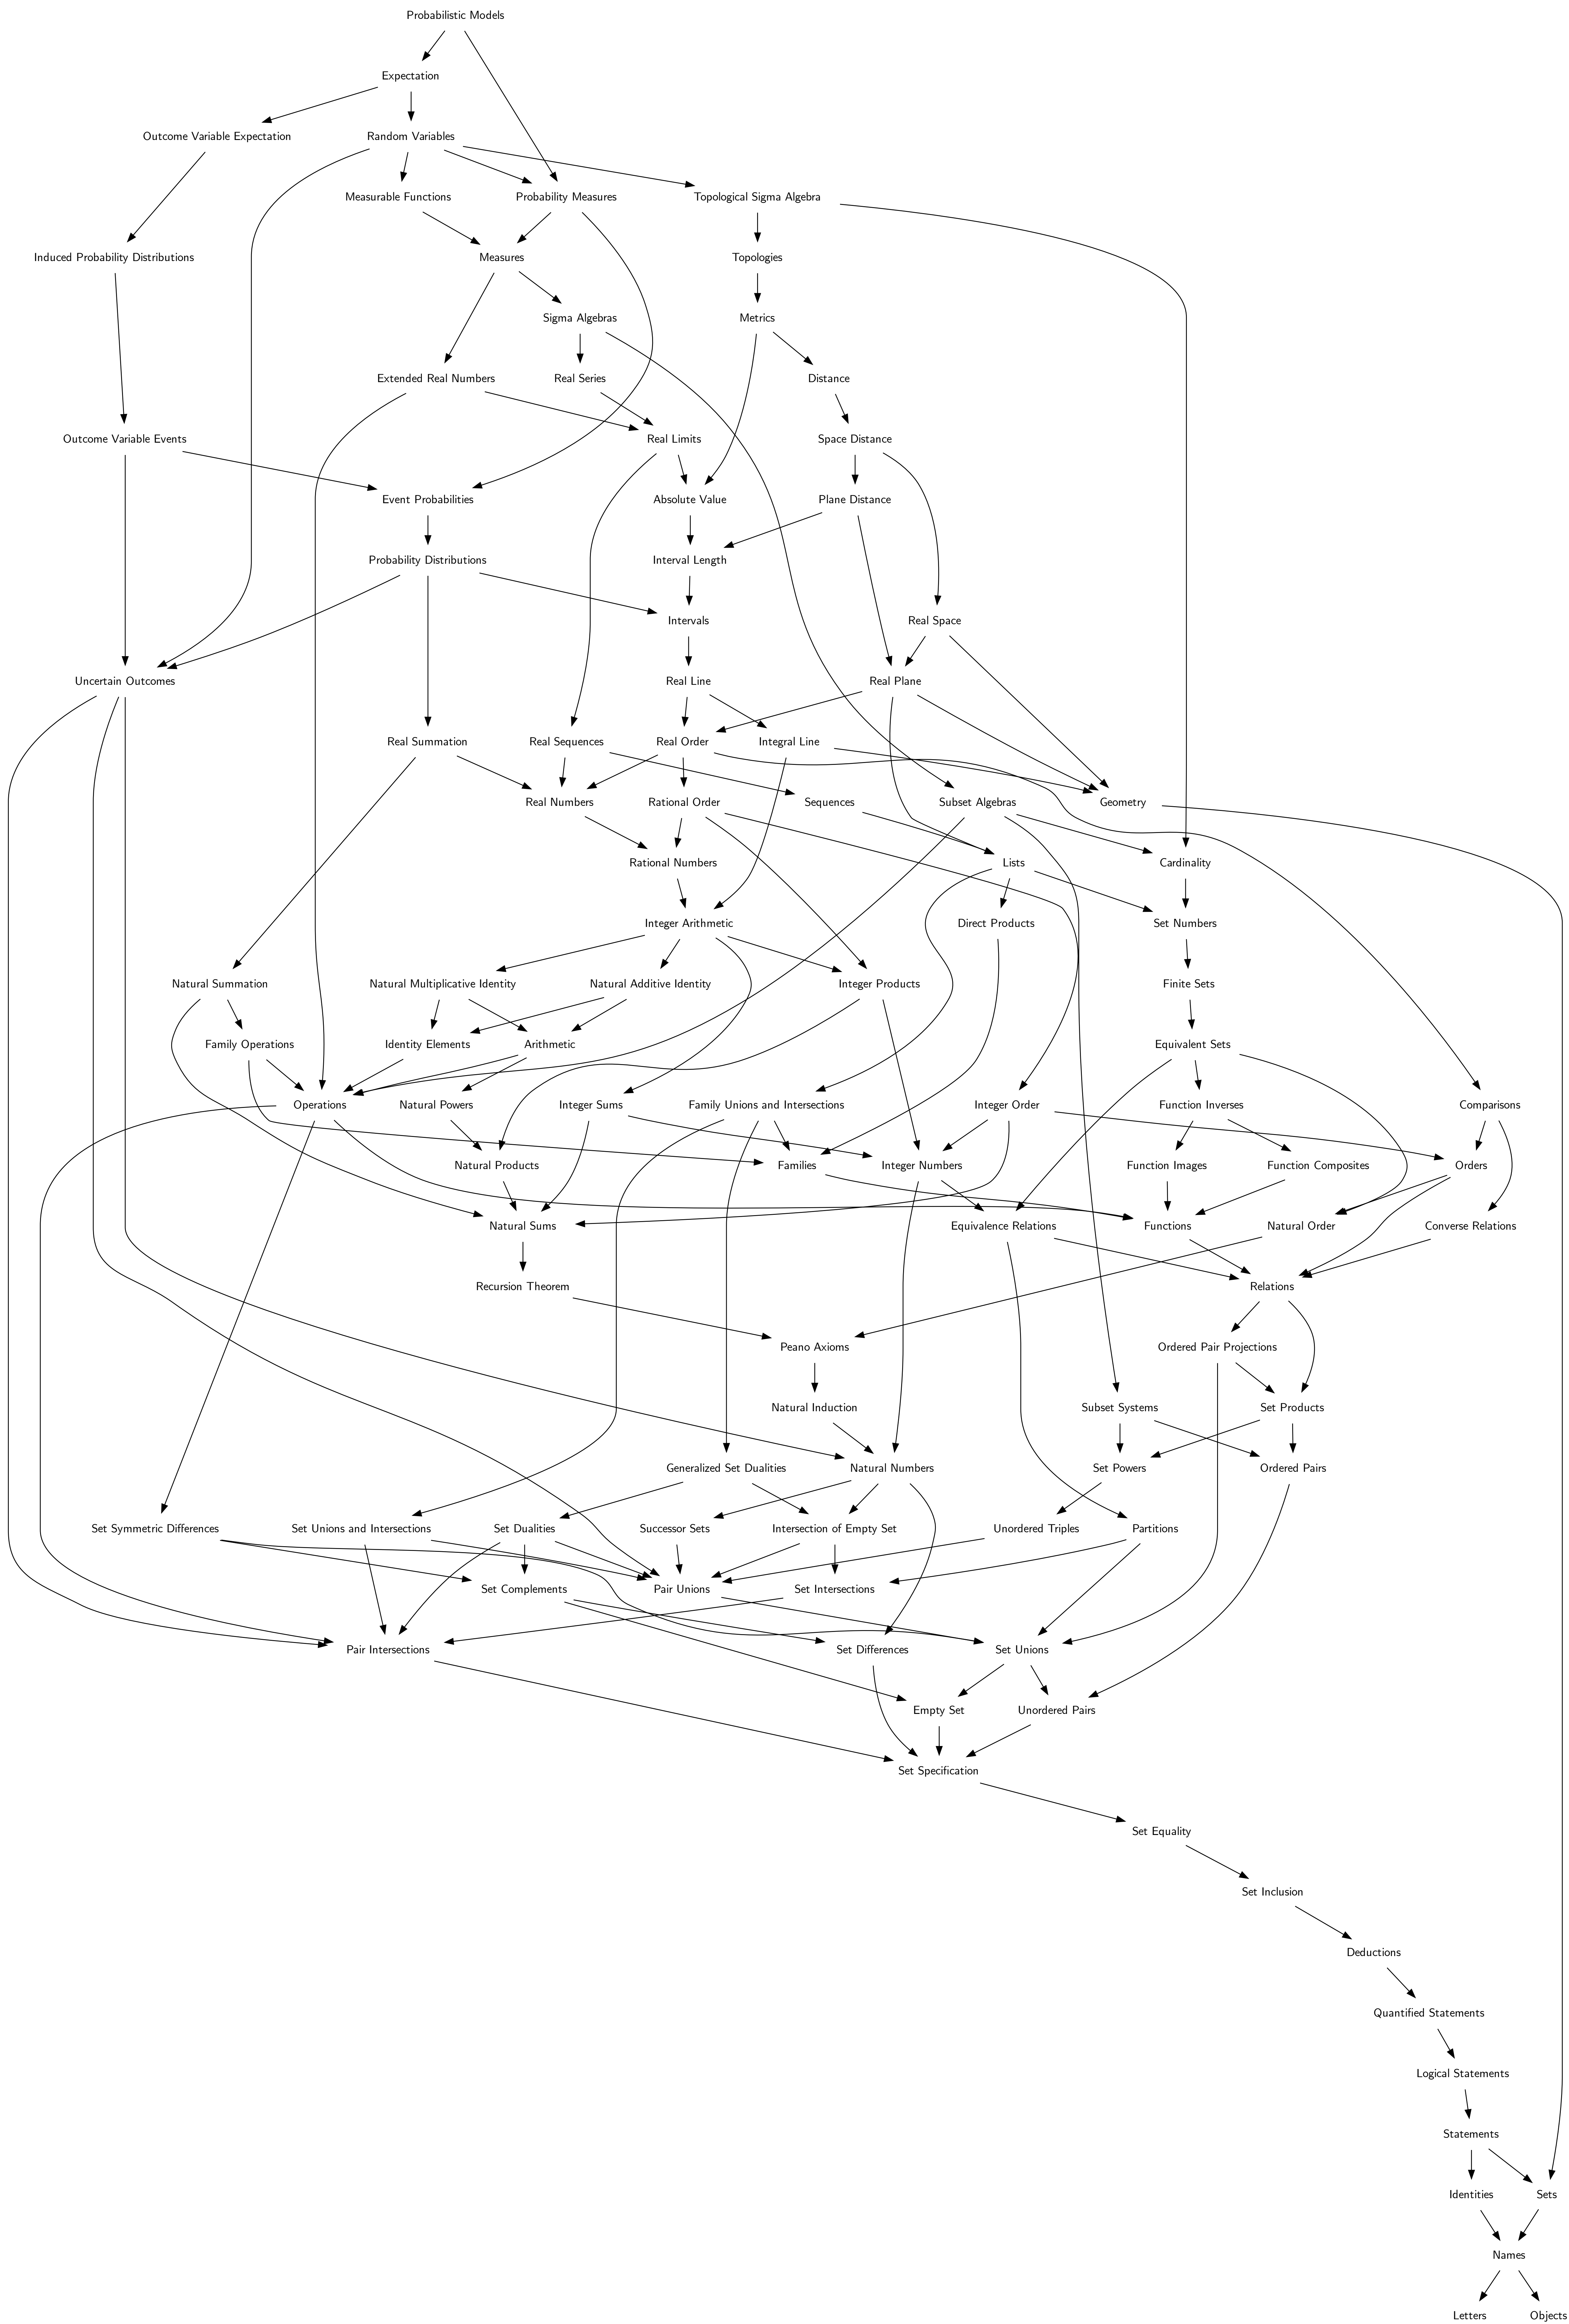 Probabilistic Models
Expectation
Outcome Variable Expectation
Random Variables
Measurable Functions
Probability Measures
Topological Sigma Algebra
Induced Probability Distributions
Measures
Topologies
Sigma Algebras
Metrics
Extended Real Numbers
Real Series
Distance
Outcome Variable Events
Real Limits
Space Distance
Event Probabilities
Absolute Value
Plane Distance
Probability Distributions
Interval Length
Intervals
Real Space
Uncertain Outcomes
Real Line
Real Plane
Real Summation
Real Sequences
Real Order
Integral Line
Real Numbers
Rational Order
Sequences
Subset Algebras
Geometry
Rational Numbers
Lists
Cardinality
Integer Arithmetic
Direct Products
Set Numbers
Natural Summation
Natural Multiplicative Identity
Natural Additive Identity
Integer Products
Finite Sets
Family Operations
Identity Elements
Arithmetic
Equivalent Sets
Operations
Natural Powers
Integer Sums
Family Unions and Intersections
Integer Order
Function Inverses
Comparisons
Natural Products
Families
Integer Numbers
Function Images
Function Composites
Orders
Natural Sums
Equivalence Relations
Functions
Natural Order
Converse Relations
Recursion Theorem
Relations
Peano Axioms
Ordered Pair Projections
Natural Induction
Subset Systems
Set Products
Generalized Set Dualities
Natural Numbers
Set Powers
Ordered Pairs
Set Symmetric Differences
Set Unions and Intersections
Set Dualities
Successor Sets
Intersection of Empty Set
Unordered Triples
Partitions
Set Complements
Pair Unions
Set Intersections
Pair Intersections
Set Differences
Set Unions
Empty Set
Unordered Pairs
Set Specification
Set Equality
Set Inclusion
Deductions
Quantified Statements
Logical Statements
Statements
Identities
Sets
Names
Letters
Objects